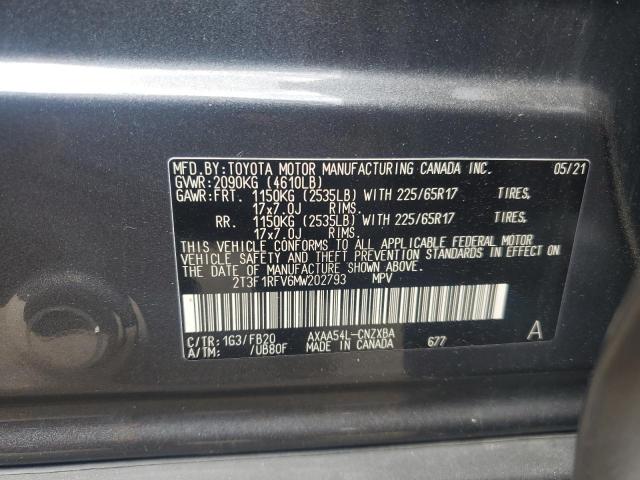 MFD.BY:TOYOTA MOTOR MANUFACTURING CANADA INC. 05/21
GVWR:2090KG (4610LB)
GAWR:FRT. 1150KG (2535LB) WITH 225/65R17 TIRES,
17x7.0J RIMS.
RR. 1150KG (2535LB) WITH 225/65R17 TIRES,
17x7.0J RIMS.
THIS VEHICLE CONFORMS TO ALL APPLICABLE FEDERAL MOTOR
VEHICLE SAFETY AND THEFT PREVENTION STANDARDS IN EFFECT ON
THE DATE OF MANUFACTURE SHOWN ABOVE.
2T3F1RFV6MW202793 MPV
C/TR:1G3/FB20 AXAA54L-CNZXBA
A/TM: /UB80F MADE IN CANADA 677 A